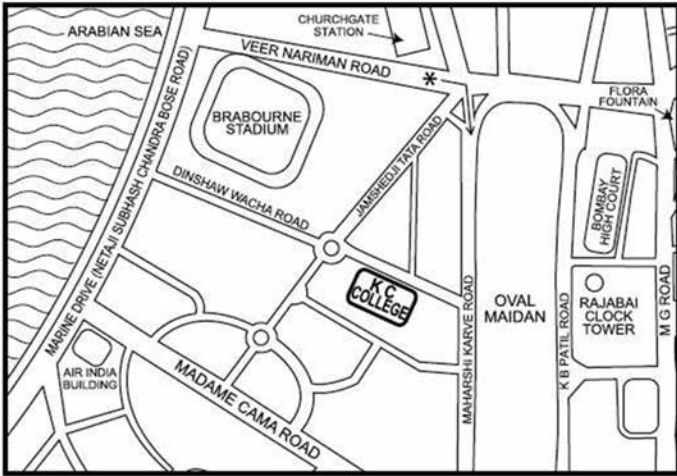 CHURCHGATE
STATION
ARABIAN SEA
VEER NARIMAN ROAD
*
FLORA
FOUNTAIN
BRABOURNE
STADIUM
MARINE DRIVE (NETAJI SUBHASH CHANDRA BOSE ROAD)
JAMSHEDJI TATA ROAD
DINSHAW WACHA ROAD
BOMBAY
HIGH COURT
K C
COLLEGE
OVAL
MAIDAN
RAJABAI
CLOCK
TOWER
MAHARSHI KARVE ROAD
K B PATIL ROAD
M G ROAD
AIR INDIA
BUILDING
MADAME CAMA ROAD